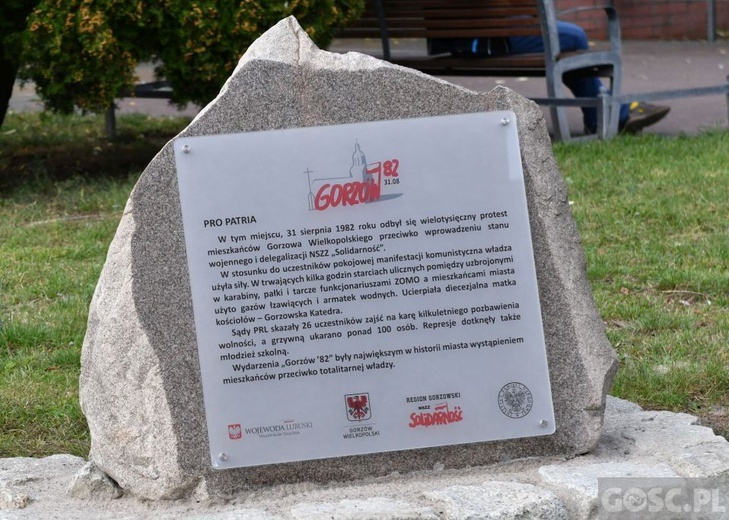 GORZÓW 82
31.08
PRO PATRIA
W tym miejscu, 31 sierpnia 1982 roku odbył się wielotysięczny protest
mieszkańców Gorzowa Wielkopolskiego przeciwko wprowadzeniu stanu
wojennego i delegalizacji NSZZ „Solidarność”.
W stosunku do uczestników pokojowej manifestacji komunistyczna władza
użyła siły. W trwających kilka godzin starciach ulicznych pomiędzy uzbrojonymi
w karabiny, pałki i tarcze funkcjonariuszami ZOMO a mieszkańcami miasta
użyto gazów łzawiących i armatek wodnych. Ucierpiała diecezjalna matka
kościołów – Gorzowska Katedra.
Sądy PRL skazały 26 uczestników zajść na karę kilkuletniego pozbawienia
wolności, a grzywną ukarano ponad 100 osób. Represje dotknęły także
młodzież szkolną.
Wydarzenia „Gorzów ’82” były największym w historii miasta wystąpieniem
mieszkańców przeciwko totalitarnej władzy.
WOJEWODA LUBUSKI
GORZÓW
WIELKOPOLSKI
REGION GORZOWSKI
NSZZ
SOLIDARNOŚĆ
GOSC.PL